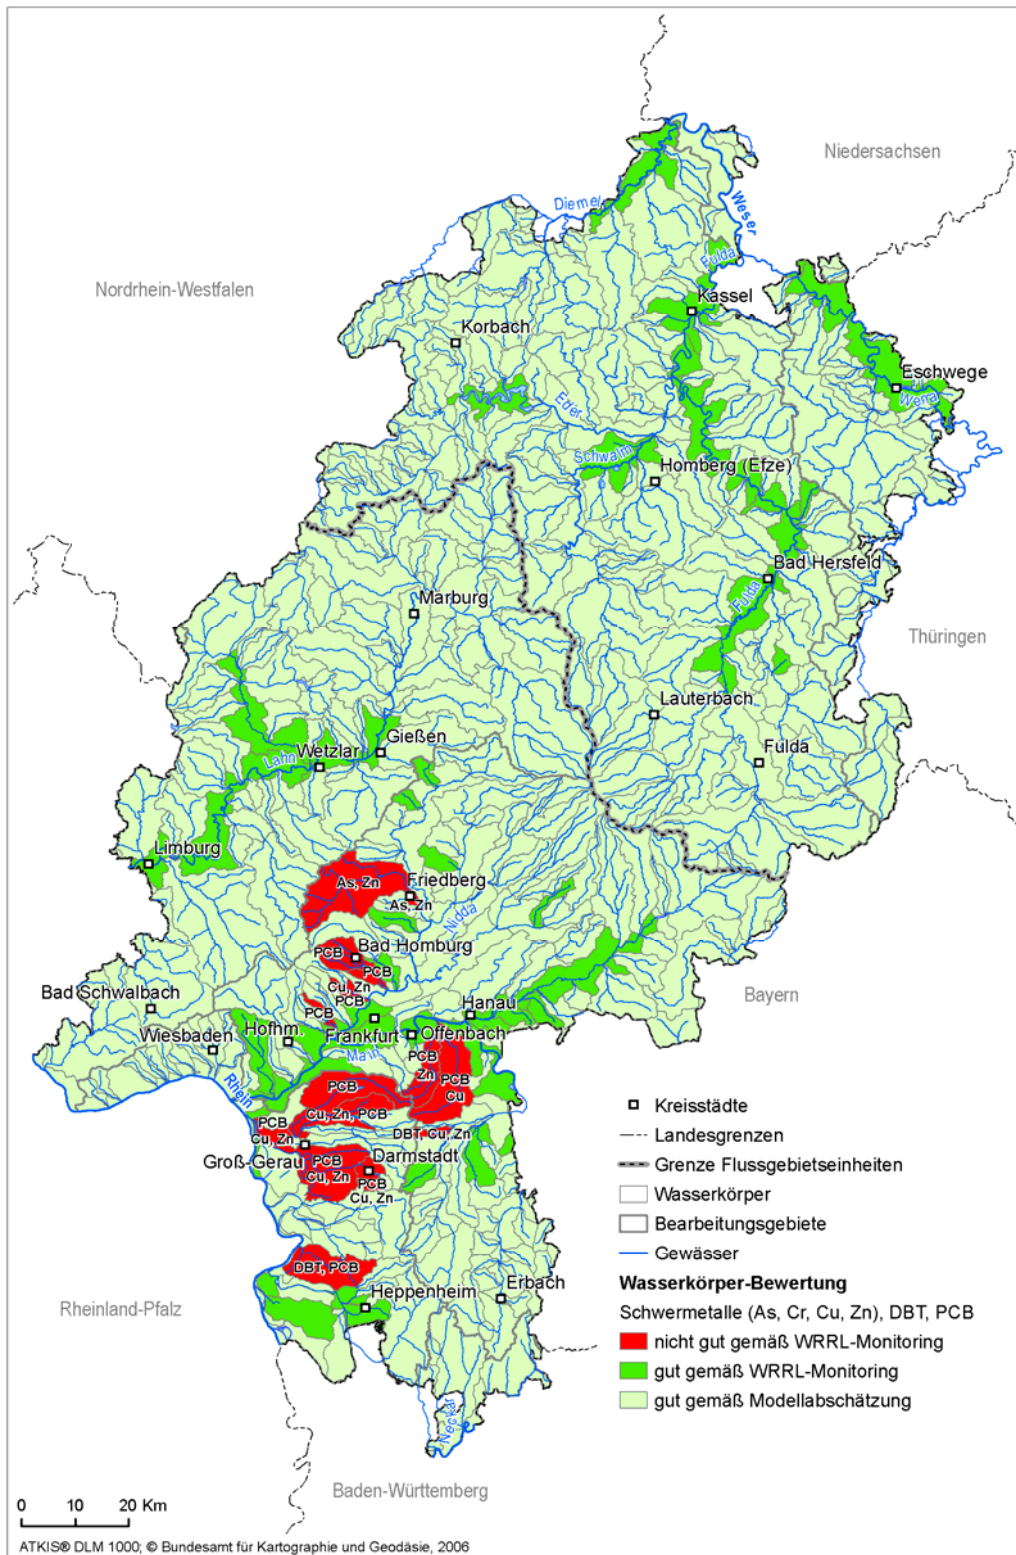 Niedersachsen
Diemel
Weser
Fulda
Nordrhein-Westfalen
Kassel
Korbach
Eschwege
Werra
Eder
Schwalm
Homberg (Efze)
Bad Hersfeld
Fulda
Marburg
Thüringen
Lauterbach
Gießen
Wetzlar
Lahn
Fulda
Limburg
As, Zn
Friedberg
As, Zn
Nidda
PCB
Bad Homburg
PCB
Cu, Zn
PCB
Bad Schwalbach
PCB
Hanau
Bayern
Wiesbaden
Hofhm.
Frankfurt
Offenbach
Main
PCB
Zn
PCB
Cu
Rhein
PCB
Cu, Zn, PCB
PCB
Cu, Zn
DBT, Cu, Zn
Groß-Gerau
PCB
Cu, Zn
Darmstadt
PCB
Cu, Zn
DBT, PCB
Heppenheim
Erbach
Rheinland-Pfalz
Neckar
Baden-Württemberg
Kreisstädte
Landesgrenzen
Grenze Flussgebietseinheiten
Wasserkörper
Bearbeitungsgebiete
Gewässer
Wasserkörper-Bewertung
Schwermetalle (As, Cr, Cu, Zn), DBT, PCB
nicht gut gemäß WRRL-Monitoring
gut gemäß WRRL-Monitoring
gut gemäß Modellabschätzung
0 10 20 Km
ATKIS® DLM 1000; © Bundesamt für Kartographie und Geodäsie, 2006